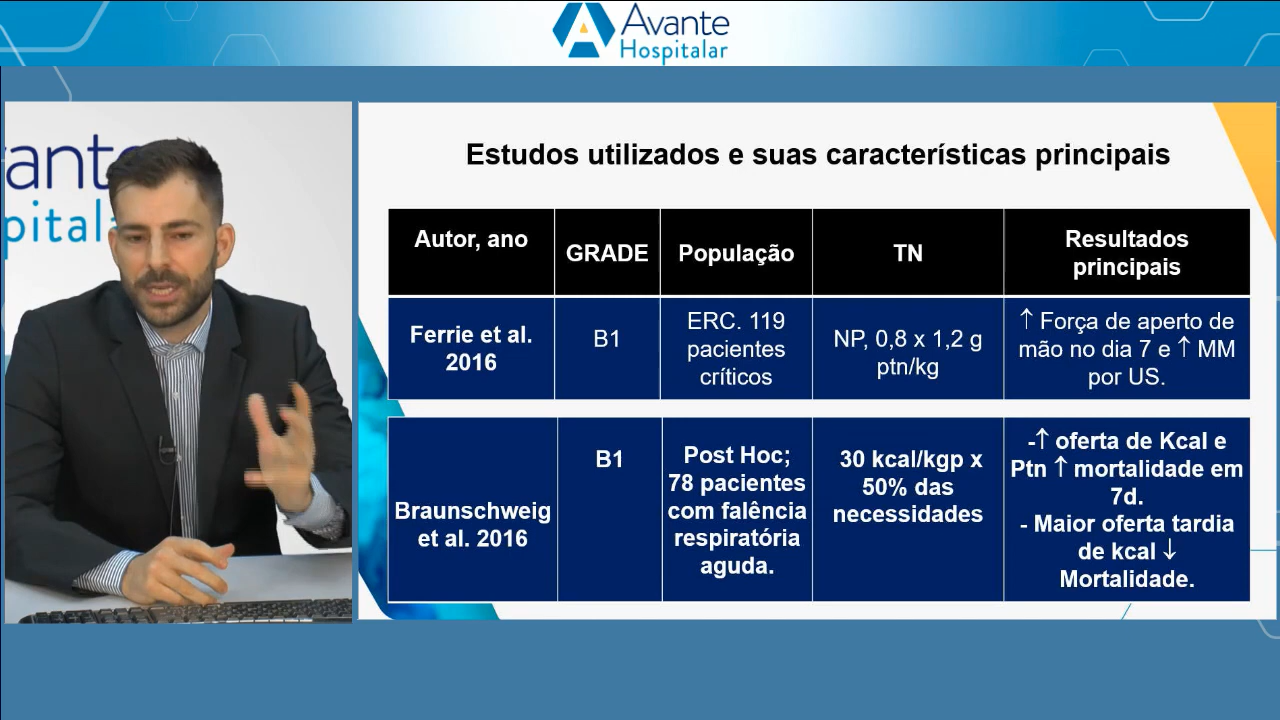 Avante
Hospitalar
vante
pital
Estudos utilizados e suas características principais
Autor, ano
GRADE
População
TN
Resultados
principais
Ferrie et al.
2016
B1
ERC. 119
pacientes
críticos
NP, 0,8 x 1,2 g
ptn/kg
↑ Força de aperto de
mão no dia 7 e ↑ MM
por US.
Braunschweig
et al. 2016
B1
Post Hoc;
78 pacientes
com falência
respiratória
aguda.
30 kcal/kgp x
50% das
necessidades
-↑ oferta de Kcal e
Ptn ↑ mortalidade em
7d.
- Maior oferta tardia
de kcal ↓
Mortalidade.